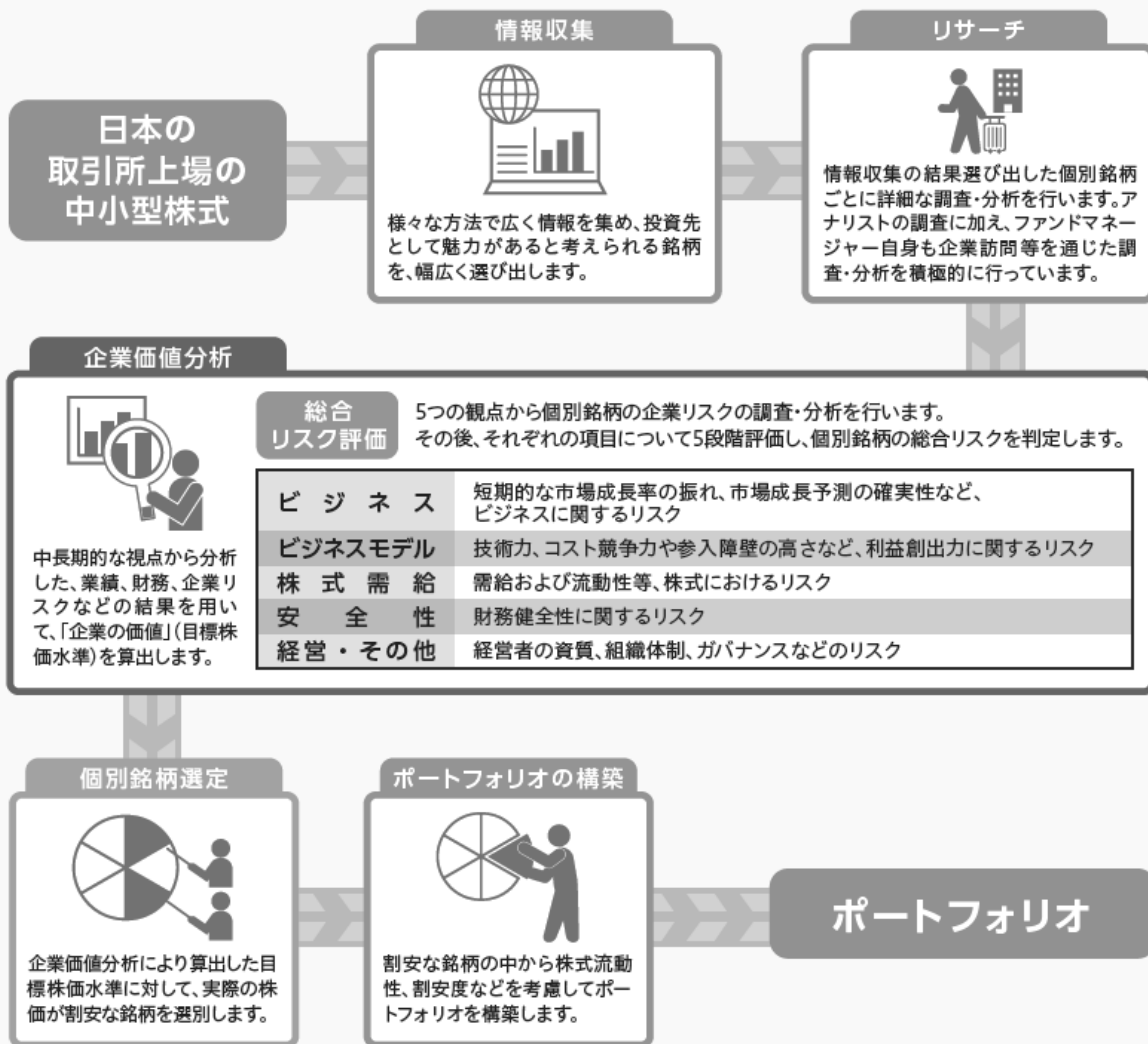 日本の
取引所上場の
中小型株式
情報収集
様々な方法で広く情報を集め、投資先
として魅力があると考えられる銘柄
を、幅広く選び出します。
リサーチ
情報収集の結果選び出した個別銘柄
ごとに詳細な調査・分析を行います。ア
ナリストの調査に加え、ファンドマネー
ジャー自身も企業訪問等を通じた調
査・分析を積極的に行っています。
企業価値分析
中長期的な視点から分析
した、業績、財務、企業リ
スクなどの結果を用い
て、「企業の価値」(目標株
価水準)を算出します。
総合
リスク評価
5つの観点から個別銘柄の企業リスクの調査・分析を行います。
その後、それぞれの項目について5段階評価し、個別銘柄の総合リスクを判定します。
ビジネス
短期的な市場成長率の振れ、市場成長予測の確実性など、
ビジネスに関するリスク
ビジネスモデル
技術力、コスト競争力や参入障壁の高さなど、利益創出力に関するリスク
株式需給
需給および流動性等、株式におけるリスク
安全性
財務健全性に関するリスク
経営・その他
経営者の資質、組織体制、ガバナンスなどのリスク
個別銘柄選定
企業価値分析により算出した目
標株価水準に対して、実際の株
価が割安な銘柄を選別します。
ポートフォリオの構築
割安な銘柄の中から株式流動
性、割安度などを考慮してポー
トフォリオを構築します。
ポートフォリオ